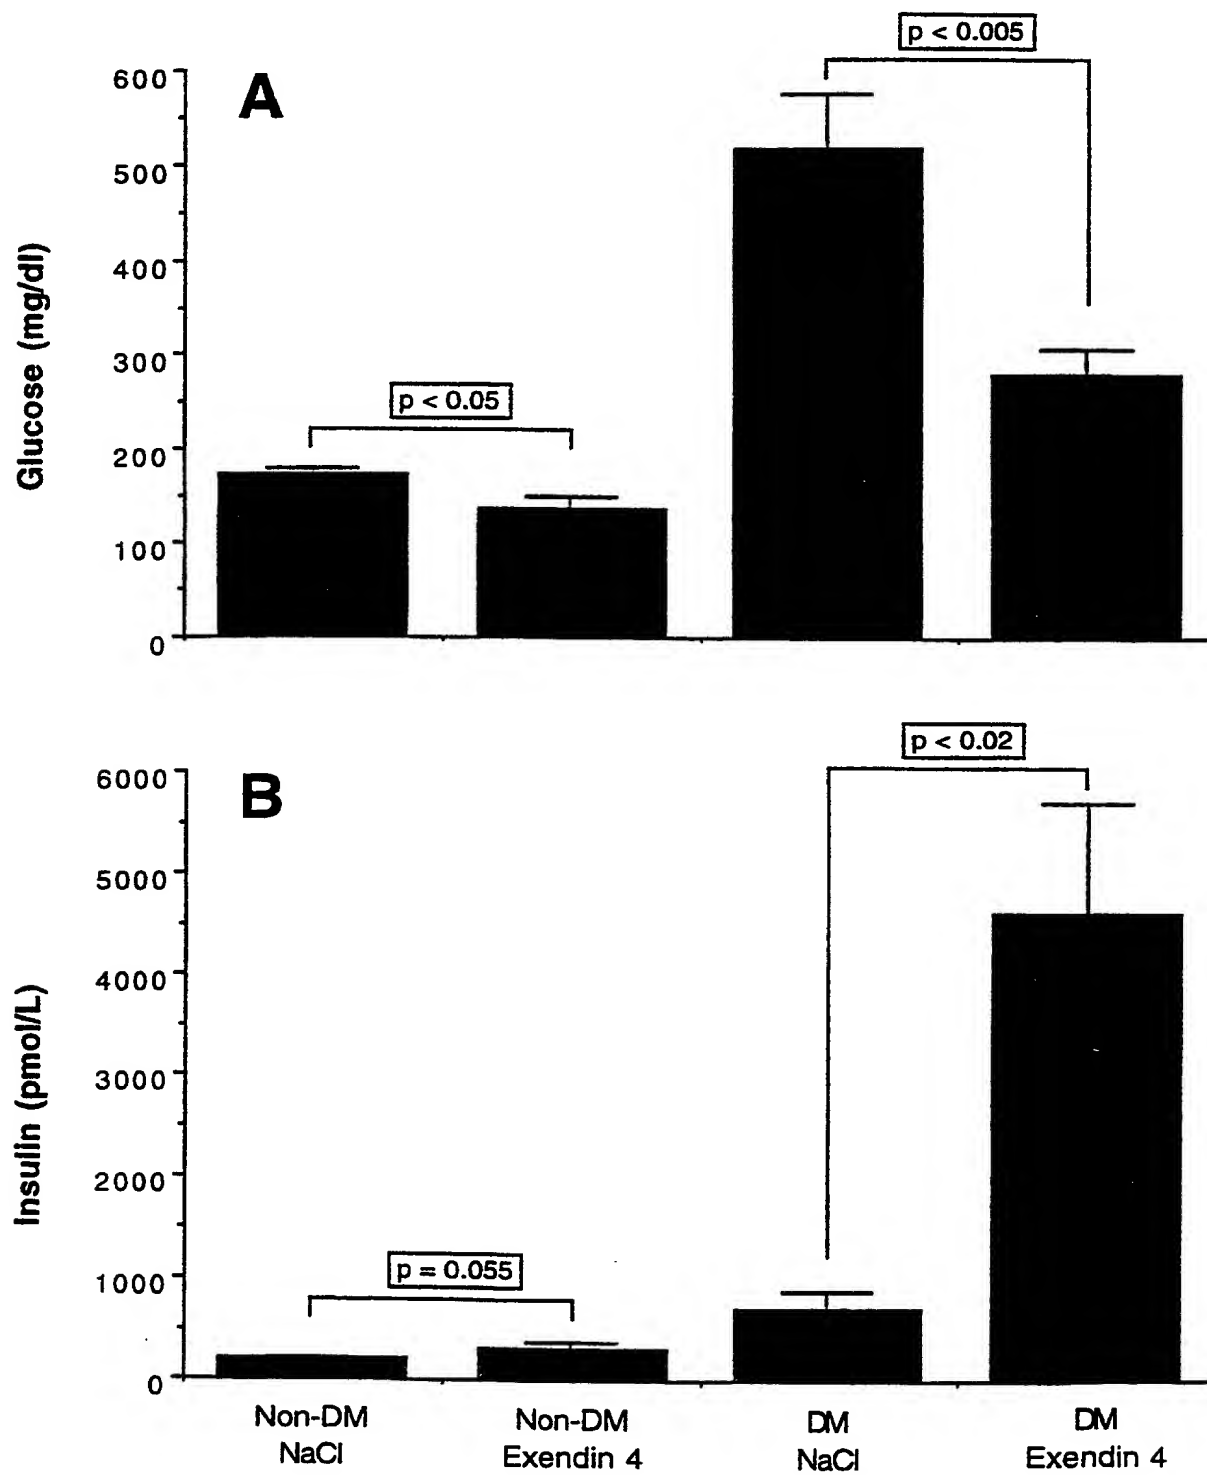 p < 0.005
A
600
500
400
300
200
100
0
Glucose (mg/dl)
p < 0.05
p < 0.02
B
6000
5000
4000
3000
2000
1000
0
Insulin (pmol/L)
p = 0.055
Non-DM
NaCl
Non-DM
Exendin 4
DM
NaCl
DM
Exendin 4